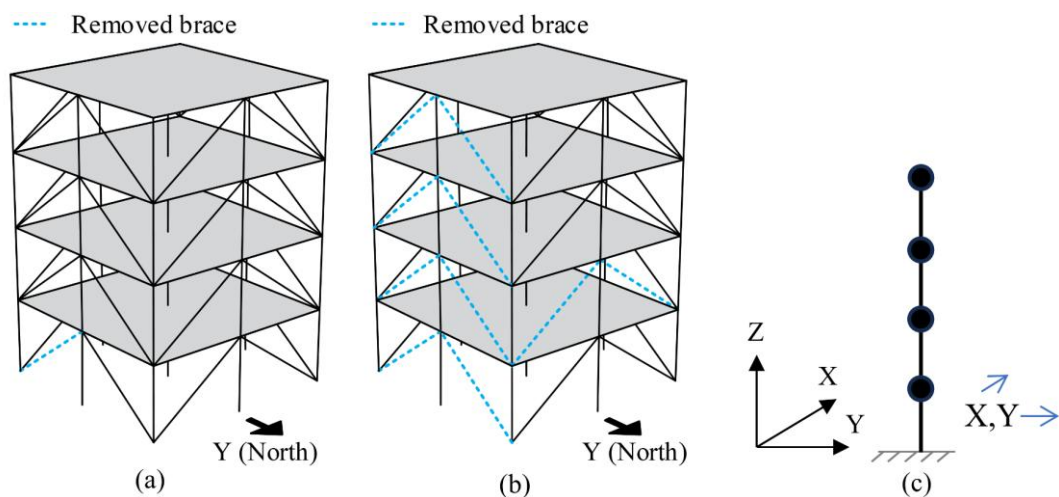 Removed brace
Removed brace
Y (North)
Y (North)
Z
X
Y
X,Y
(a)
(b)
(c)